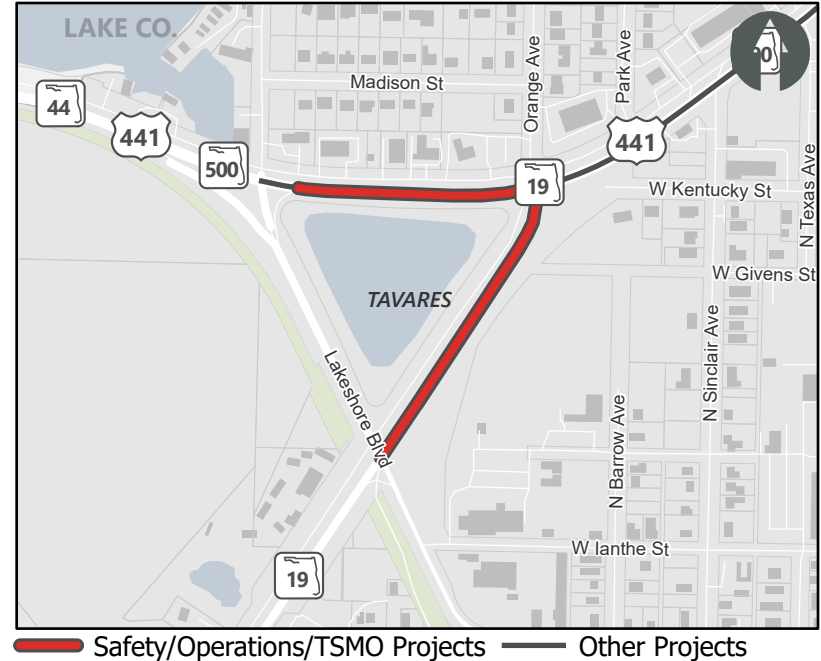 LAKE CO.
Madison St
Orange Ave
Park Ave
44
441
500
441
19
W Kentucky St
N Texas Ave
W Givens St
TAVARES
N Sinclair Ave
Lakeshore Blvd
N Barrow Ave
W Ianthe St
19
Safety/Operations/TSMO Projects
Other Projects